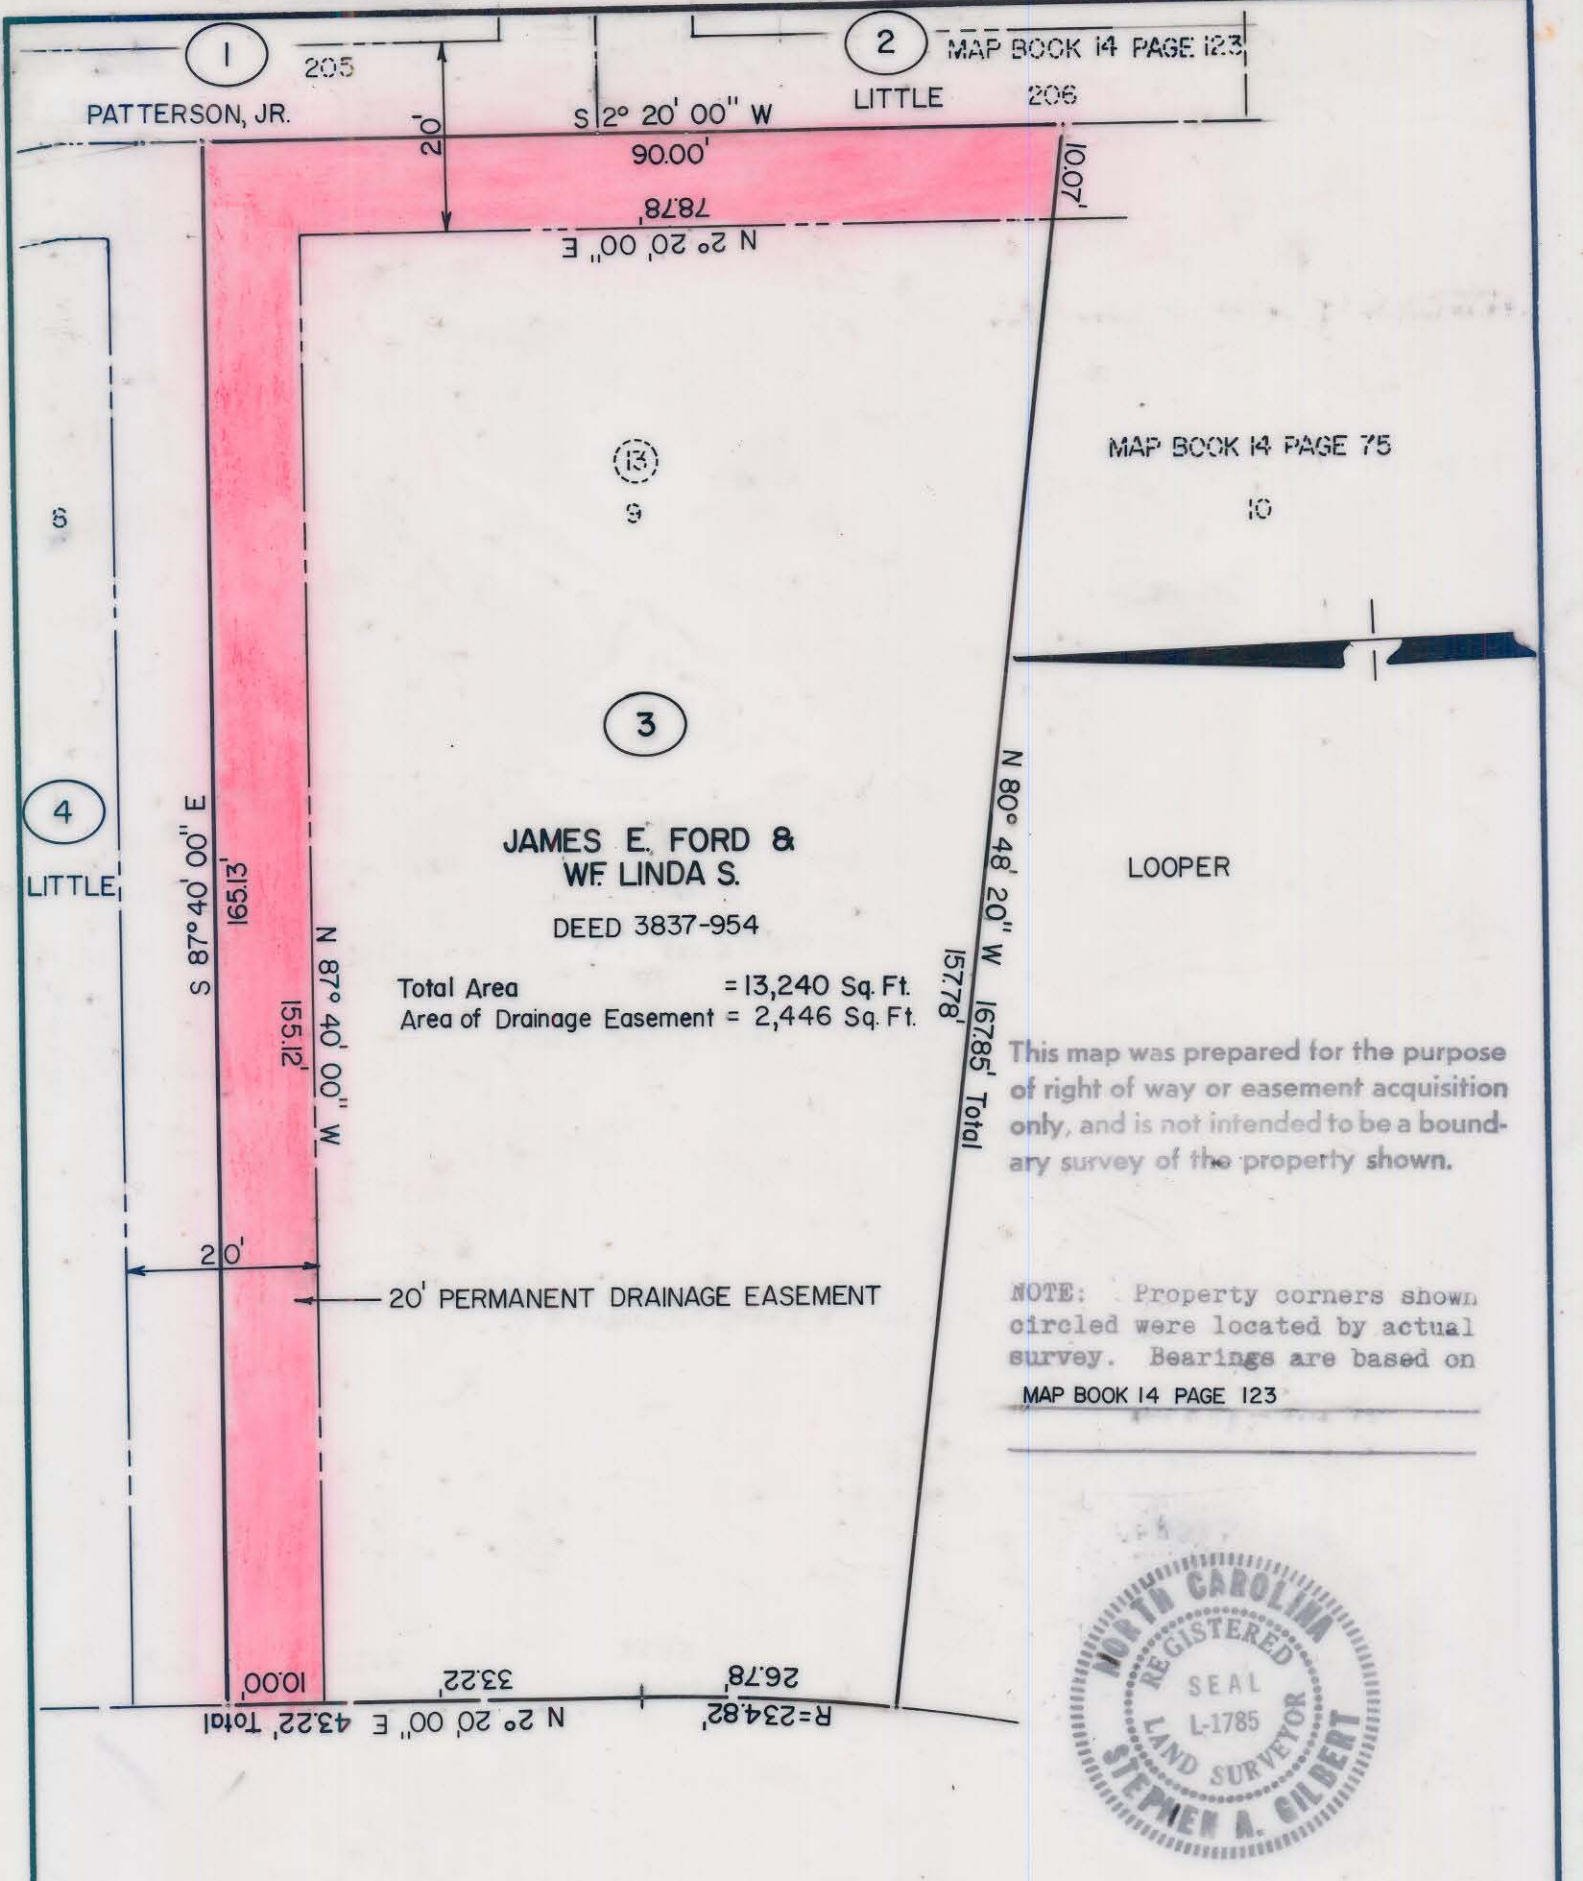 1
205
2
MAP BOOK 14 PAGE 123
PATTERSON, JR.
LITTLE
206
S 2° 20' 00" W
20'
90.00'
10.07'
78.78'
N 2° 20' 00" E
13
9
6
MAP BOOK 14 PAGE 75
10
3
4
LITTLE
S 87° 40' 00" E
165.13'
N 87° 40' 00" W
155.12'
JAMES E. FORD &
WF. LINDA S.
DEED 3837-954
Total Area = 13,240 Sq. Ft.
Area of Drainage Easement = 2,446 Sq. Ft.
N 80° 48' 20" W 167.85' Total
157.78'
LOOPER
This map was prepared for the purpose
of right of way or easement acquisition
only, and is not intended to be a bound-
ary survey of the property shown.
20'
20' PERMANENT DRAINAGE EASEMENT
NOTE: Property corners shown
circled were located by actual
survey. Bearings are based on
MAP BOOK 14 PAGE 123
10.00'
33.22'
26.78'
N 2° 20' 00" E 43.22' Total
R=234.82'
NORTH CAROLINA
REGISTERED
SEAL
L-1785
LAND SURVEYOR
STEPHEN A. GILBERT